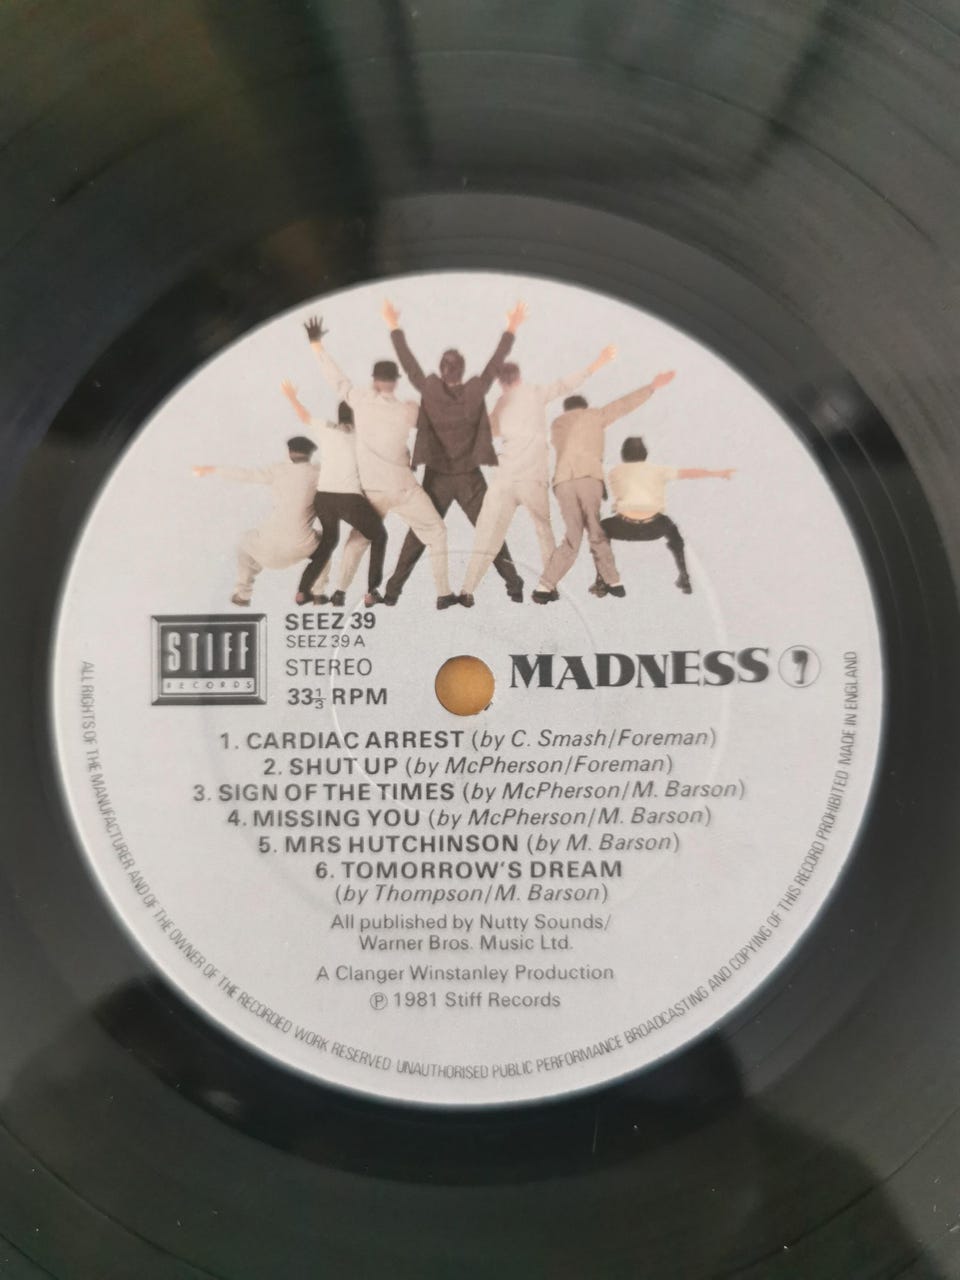 STIFF
RECORDS
SEEZ 39
SEEZ 39 A
STEREO
33⅓ RPM
MADNESS 7
1. CARDIAC ARREST (by C. Smash/Foreman)
2. SHUT UP (by McPherson/Foreman)
3. SIGN OF THE TIMES (by McPherson/M. Barson)
4. MISSING YOU (by McPherson/M. Barson)
5. MRS HUTCHINSON (by M. Barson)
6. TOMORROW'S DREAM
(by Thompson/M. Barson)
All published by Nutty Sounds/
Warner Bros. Music Ltd.
A Clanger Winstanley Production
℗ 1981 Stiff Records
ALL RIGHTS OF THE MANUFACTURER AND OF THE OWNER OF THE RECORDED WORK RESERVED UNAUTHORISED PUBLIC PERFORMANCE BROADCASTING AND COPYING OF THIS RECORD PROHIBITED MADE IN ENGLAND